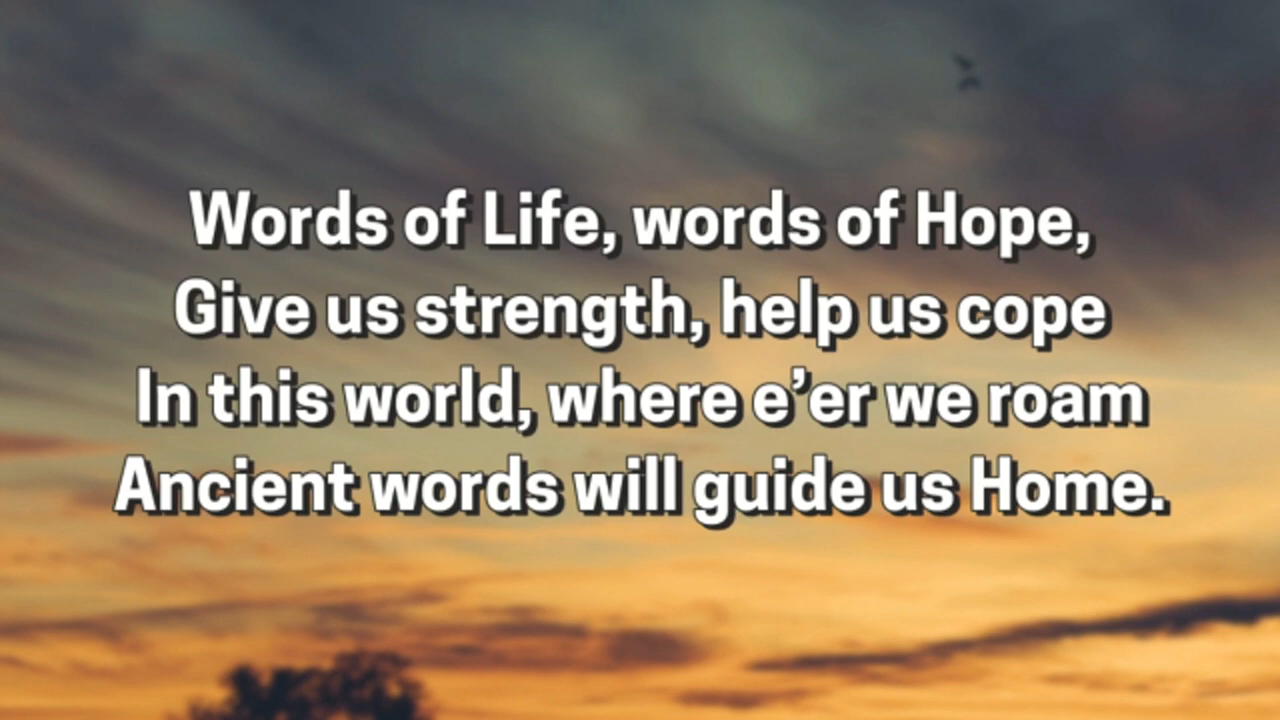 Words of Life, words of Hope,
Give us strength, help us cope
In this world, where e’er we roam
Ancient words will guide us Home.